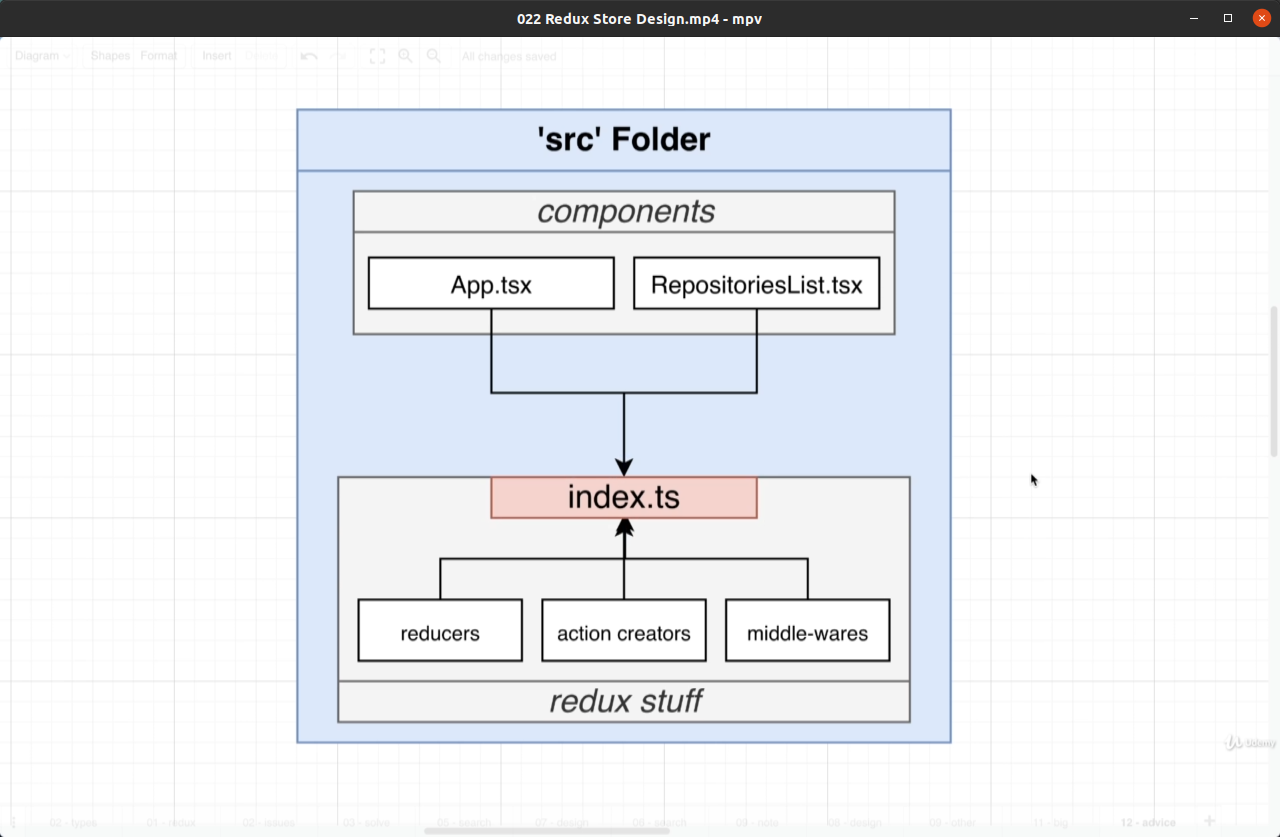 022 Redux Store Design.mp4 - mpv
Diagram Shapes Format Insert Delete All changes saved
'src' Folder
components
App.tsx RepositoriesList.tsx
index.ts
reducers action creators middle-wares
redux stuff
Udemy
02 - types 01 - redux 02 - issues 03 - solve 05 - search 07 - design 06 - search 09 - note 08 - design 09 - other 11 - big 12 - advice